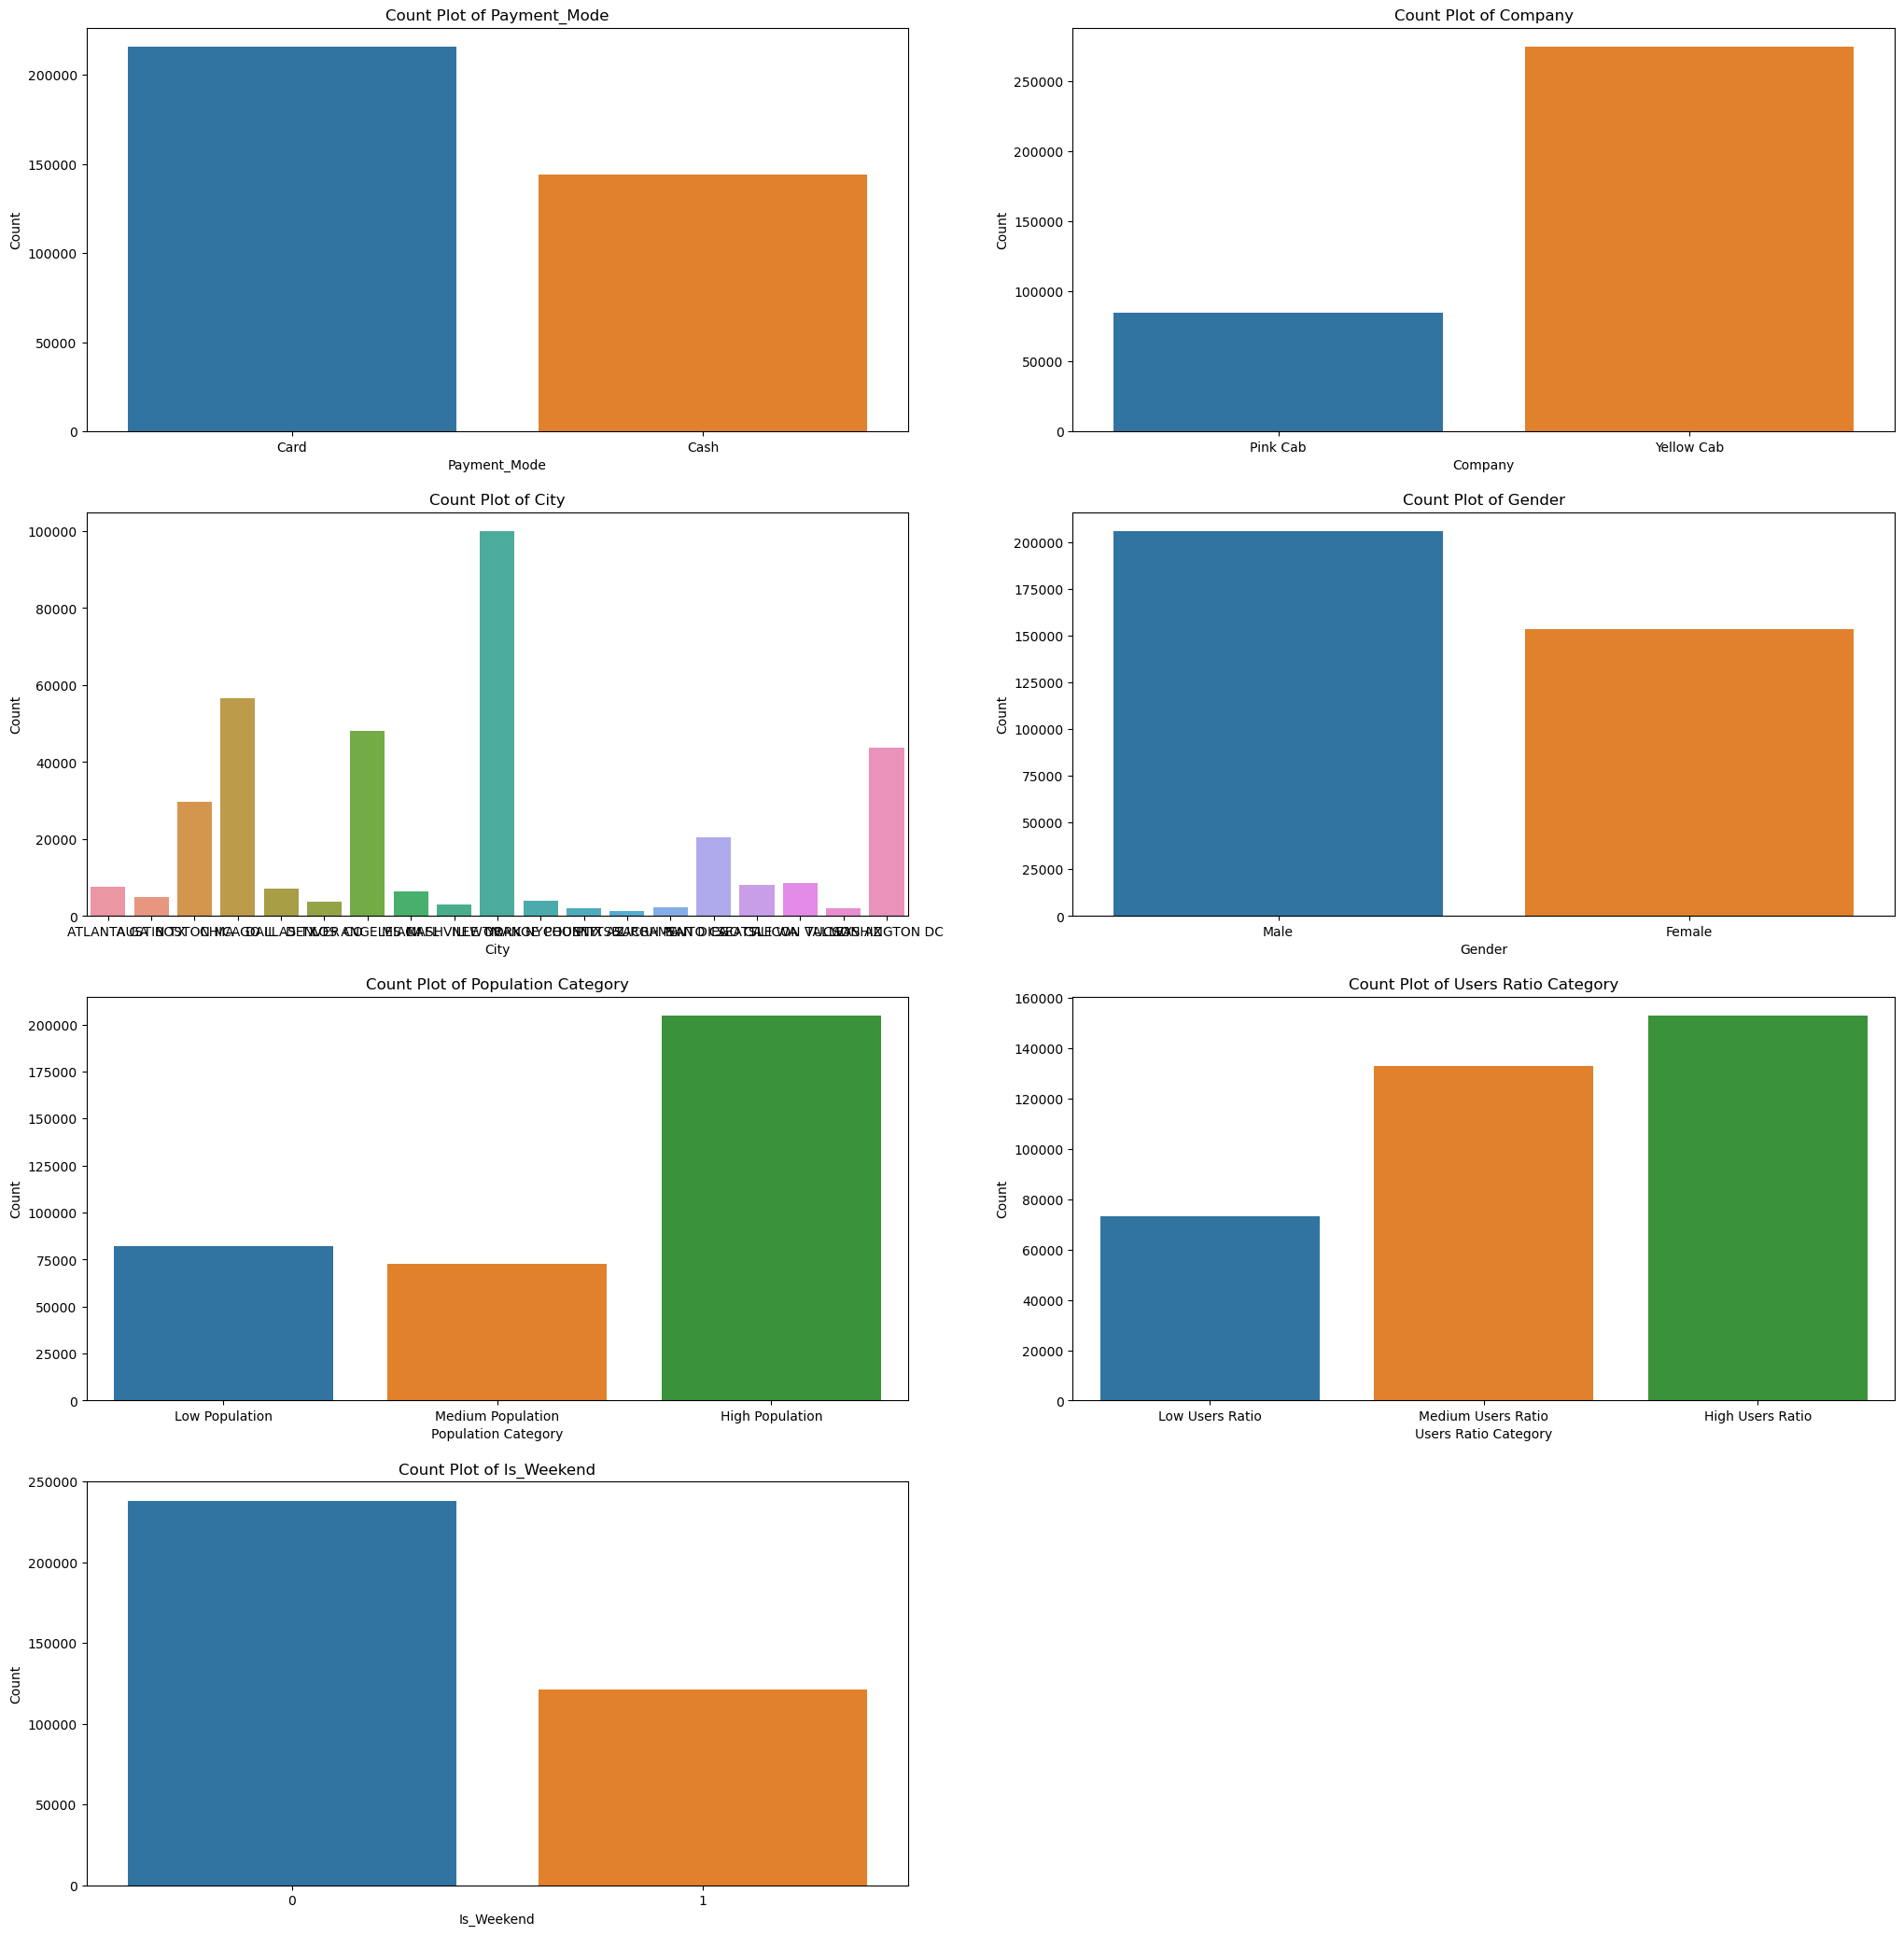 Count Plot of Payment_Mode
200000
150000
100000
50000
0
Count
Card Cash
Payment_Mode
Count Plot of Company
250000
200000
150000
100000
50000
0
Count
Pink Cab Yellow Cab
Company
Count Plot of City
100000
80000
60000
40000
20000
0
Count
ATLANTA WASHINGTON DC
City
Count Plot of Gender
200000
175000
150000
125000
100000
75000
50000
25000
0
Count
Male Female
Gender
Count Plot of Population Category
200000
175000
150000
125000
100000
75000
50000
25000
0
Count
Low Population Medium Population High Population
Population Category
Count Plot of Users Ratio Category
160000
140000
120000
100000
80000
60000
40000
20000
0
Count
Low Users Ratio Medium Users Ratio High Users Ratio
Users Ratio Category
Count Plot of Is_Weekend
250000
200000
150000
100000
50000
0
Count
0 1
Is_Weekend